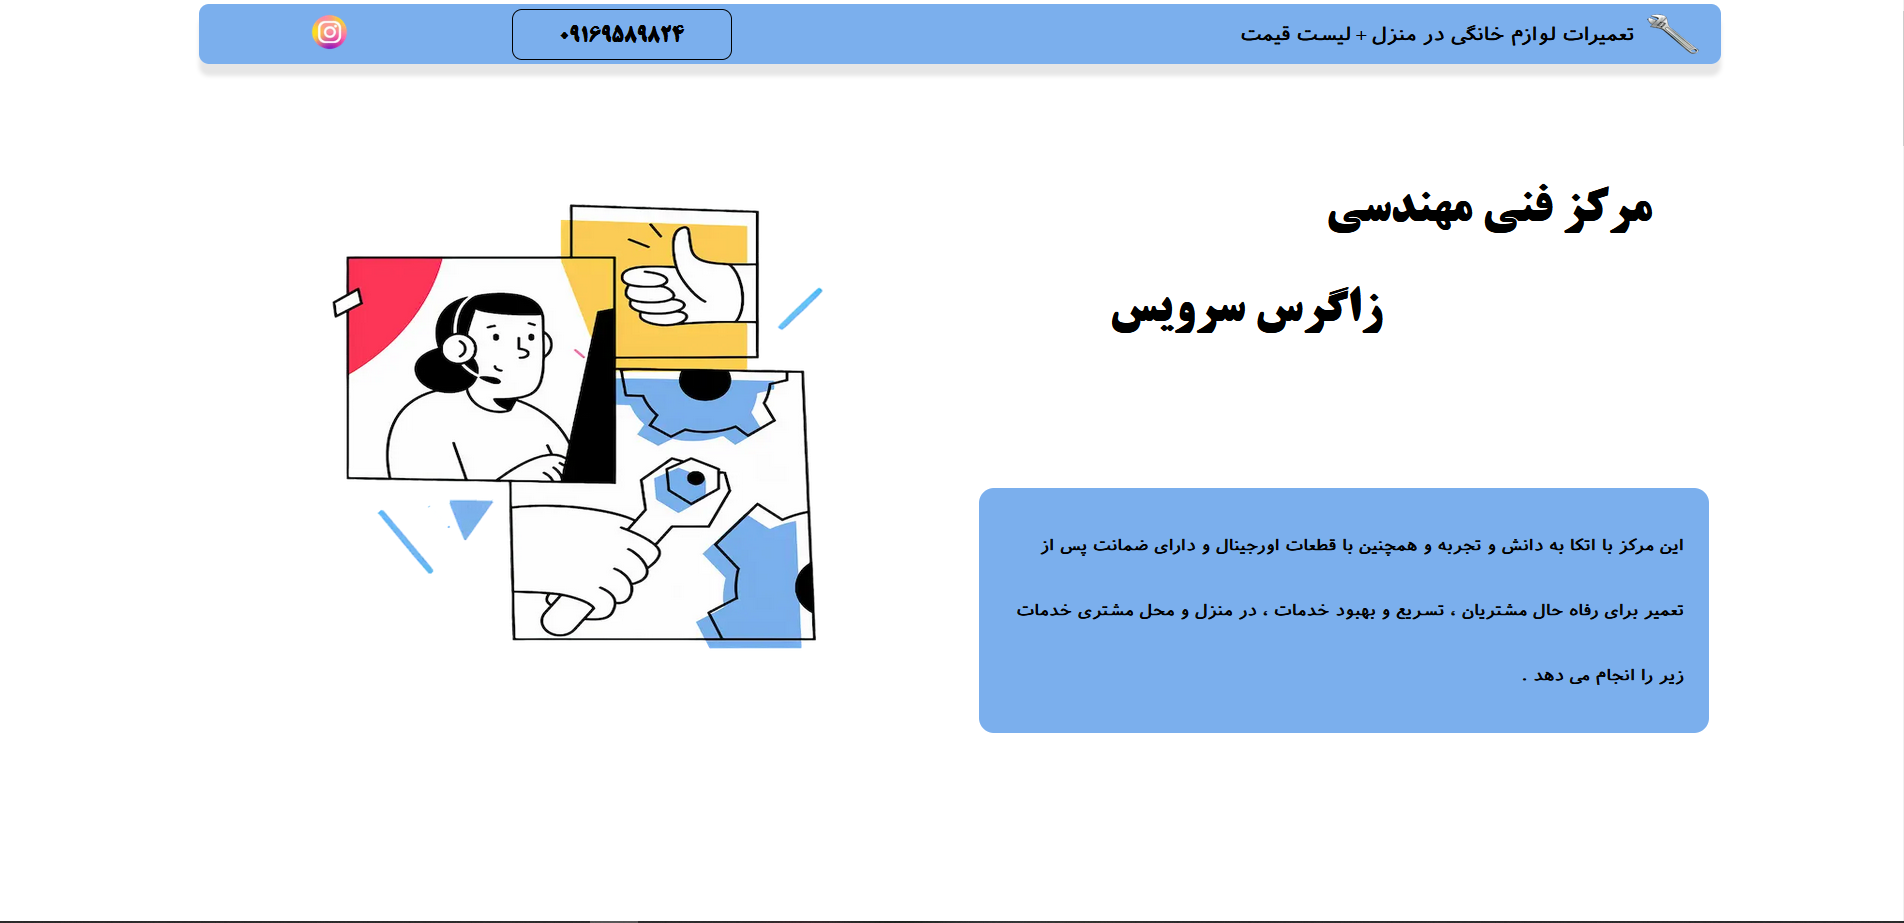 تعمیرات لوازم خانگی در منزل + لیست قیمت
۰۹۱۶۹۵۸۹۸۲۴
مرکز فنی مهندسی
زاگرس سرویس
این مرکز با اتکا به دانش و تجربه و همچنین با قطعات اورجینال و دارای ضمانت پس از
تعمیر برای رفاه حال مشتریان ، تسریع و بهبود خدمات ، در منزل و محل مشتری خدمات
زیر را انجام می دهد .